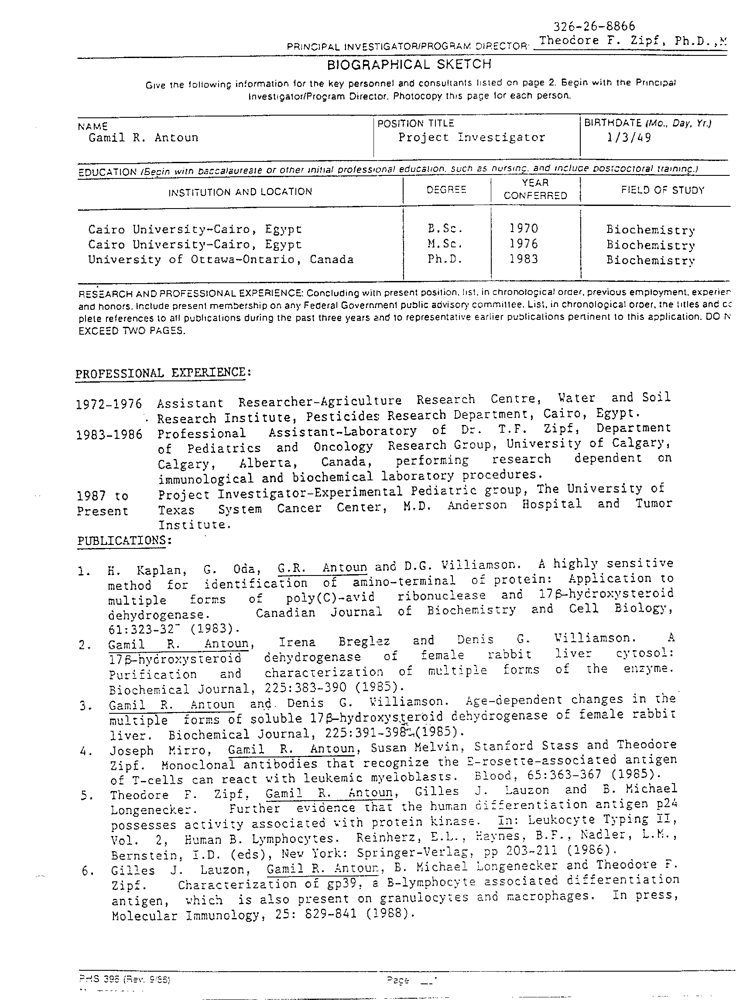 326-26-8866
PRINCIPAL INVESTIGATOR/PROGRAM DIRECTOR: Theodore F. Zipf, Ph.D.,M
BIOGRAPHICAL SKETCH
Give the following information for the key personnel and consultants listed on page 2. Begin with the Principal
Investigator/Program Director. Photocopy this page for each person.
NAME POSITION TITLE BIRTHDATE (Mo., Day, Yr.)
Gamil R. Antoun Project Investigator 1/3/49
EDUCATION (Begin with baccalaureate or other initial professional education, such as nursing, and include postdoctoral training.)
INSTITUTION AND LOCATION DEGREE YEAR CONFERRED FIELD OF STUDY
Cairo University-Cairo, Egypt B.Sc. 1970 Biochemistry
Cairo University-Cairo, Egypt M.Sc. 1976 Biochemistry
University of Ottawa-Ontario, Canada Ph.D. 1983 Biochemistry
RESEARCH AND PROFESSIONAL EXPERIENCE: Concluding with present position, list, in chronological order, previous employment, experien
and honors. Include present membership on any Federal Government public advisory committee. List, in chronological order, the titles and co
plete references to all publications during the past three years and to representative earlier publications pertinent to this application. DO N
EXCEED TWO PAGES.
PROFESSIONAL EXPERIENCE:
1972-1976 Assistant Researcher-Agriculture Research Centre, Water and Soil
Research Institute, Pesticides Research Department, Cairo, Egypt.
1983-1986 Professional Assistant-Laboratory of Dr. T.F. Zipf, Department
of Pediatrics and Oncology Research Group, University of Calgary,
Calgary, Alberta, Canada, performing research dependent on
immunological and biochemical laboratory procedures.
1987 to Project Investigator-Experimental Pediatric group, The University of
Present Texas System Cancer Center, M.D. Anderson Hospital and Tumor
Institute.
PUBLICATIONS:
1. H. Kaplan, G. Oda, G.R. Antoun and D.G. Williamson. A highly sensitive
method for identification of amino-terminal of protein: Application to
multiple forms of poly(C)-avid ribonuclease and 17β-hydroxysteroid
dehydrogenase. Canadian Journal of Biochemistry and Cell Biology,
(1983).
2. Gamil R. Antoun, Irena Breglez and Denis G. Williamson. A
17β-hydroxysteroid dehydrogenase of female rabbit liver cytosol:
Purification and characterization of multiple forms of the enzyme.
Biochemical Journal, 225:383-390 (1985).
3. Gamil R. Antoun and Denis G. Williamson. Age-dependent changes in the
multiple forms of soluble 17β-hydroxysteroid dehydrogenase of female rabbit
liver. Biochemical Journal, 225:391-398 (1985).
4. Joseph Mirro, Gamil R. Antoun, Susan Melvin, Stanford Stass and Theodore
Zipf. Monoclonal antibodies that recognize the E-rosette-associated antigen
of T-cells can react with leukemic myeloblasts. Blood, 65:363-367 (1985).
5. Theodore F. Zipf, Gamil R. Antoun, Gilles J. Lauzon and B. Michael
Longenecker. Further evidence that the human differentiation antigen p24
possesses activity associated with protein kinase. In: Leukocyte Typing II,
Vol. 2, Human B. Lymphocytes. Reinherz, E.L., Haynes, B.F., Nadler, L.M.,
Bernstein, I.D. (eds), New York: Springer-Verlag, pp 203-211 (1986).
6. Gilles J. Lauzon, Gamil R. Antoun, B. Michael Longenecker and Theodore F.
Zipf. Characterization of gp39, a B-lymphocyte associated differentiation
antigen, which is also present on granulocytes and macrophages. In press,
Molecular Immunology, 25: 829-841 (1988).
PHS 398 (Rev. 9/86) Page